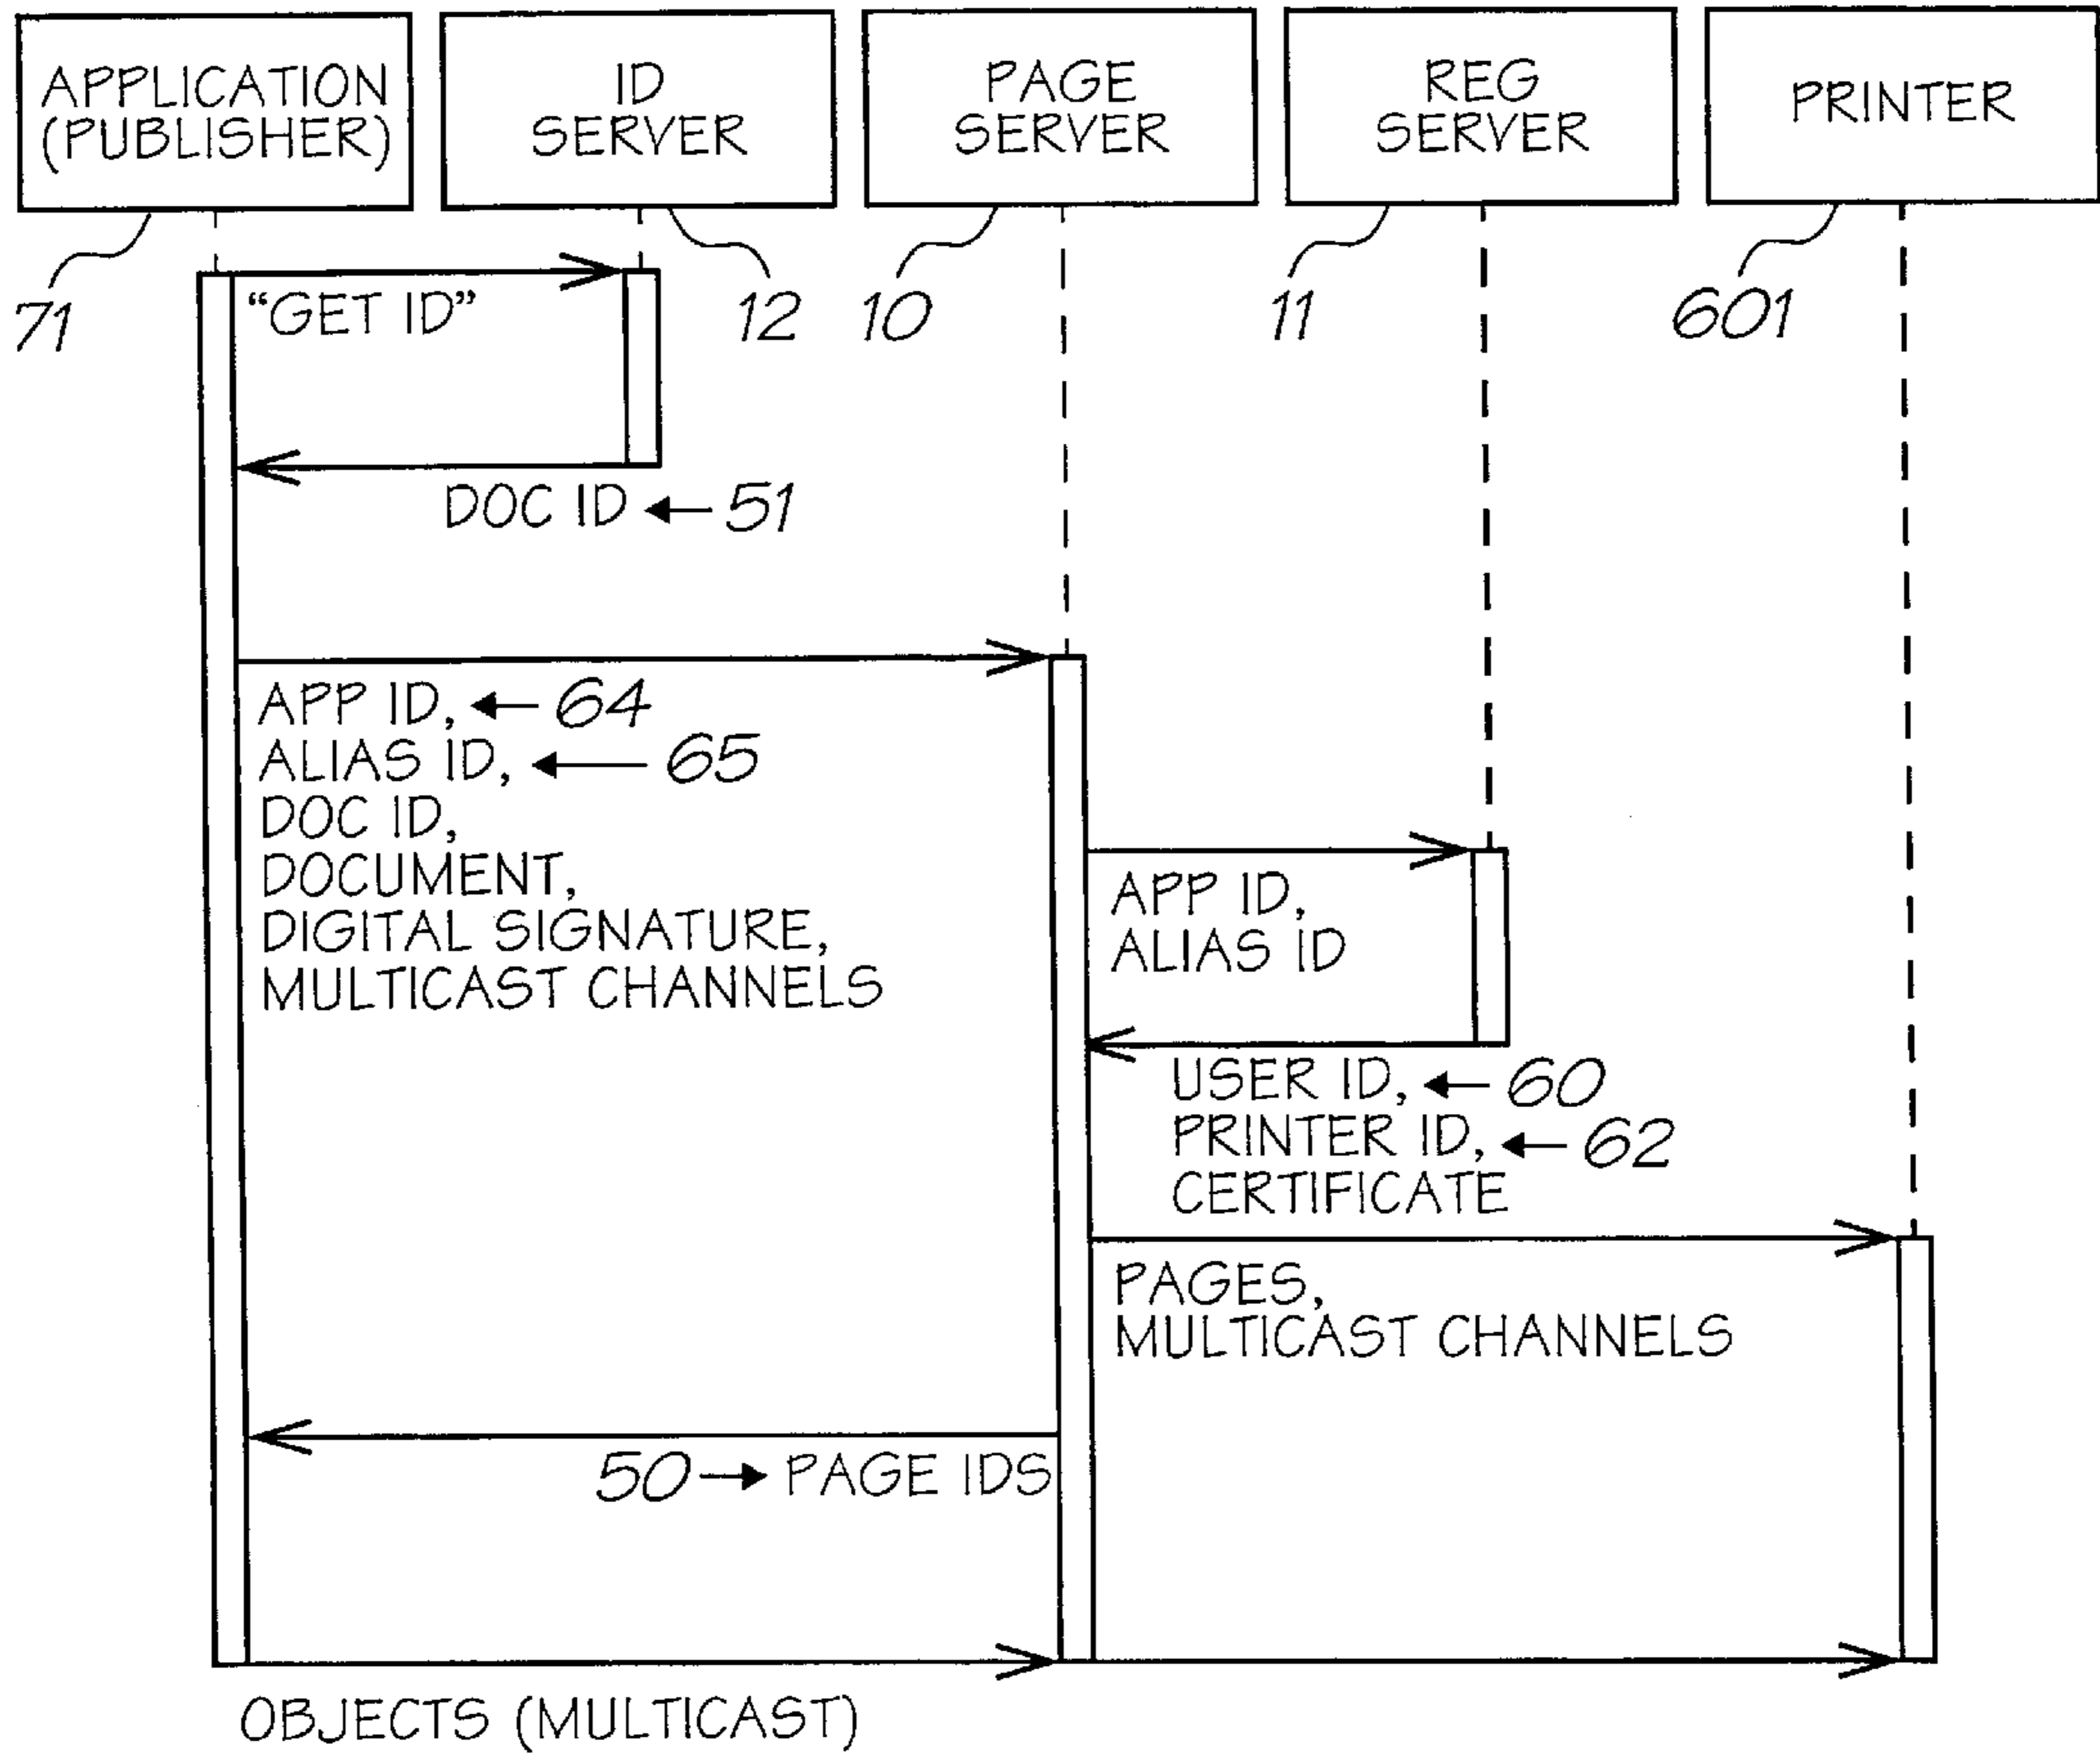 APPLICATION
(PUBLISHER)
ID
SERVER
PAGE
SERVER
REG
SERVER
PRINTER
71
12
10
11
601
“GET ID”
DOC ID 51
APP ID, 64
ALIAS ID, 65
DOC ID,
DOCUMENT,
DIGITAL SIGNATURE,
MULTICAST CHANNELS
APP ID,
ALIAS ID
USER ID, 60
PRINTER ID, 62
CERTIFICATE
PAGES,
MULTICAST CHANNELS
50 PAGE IDS
OBJECTS (MULTICAST)